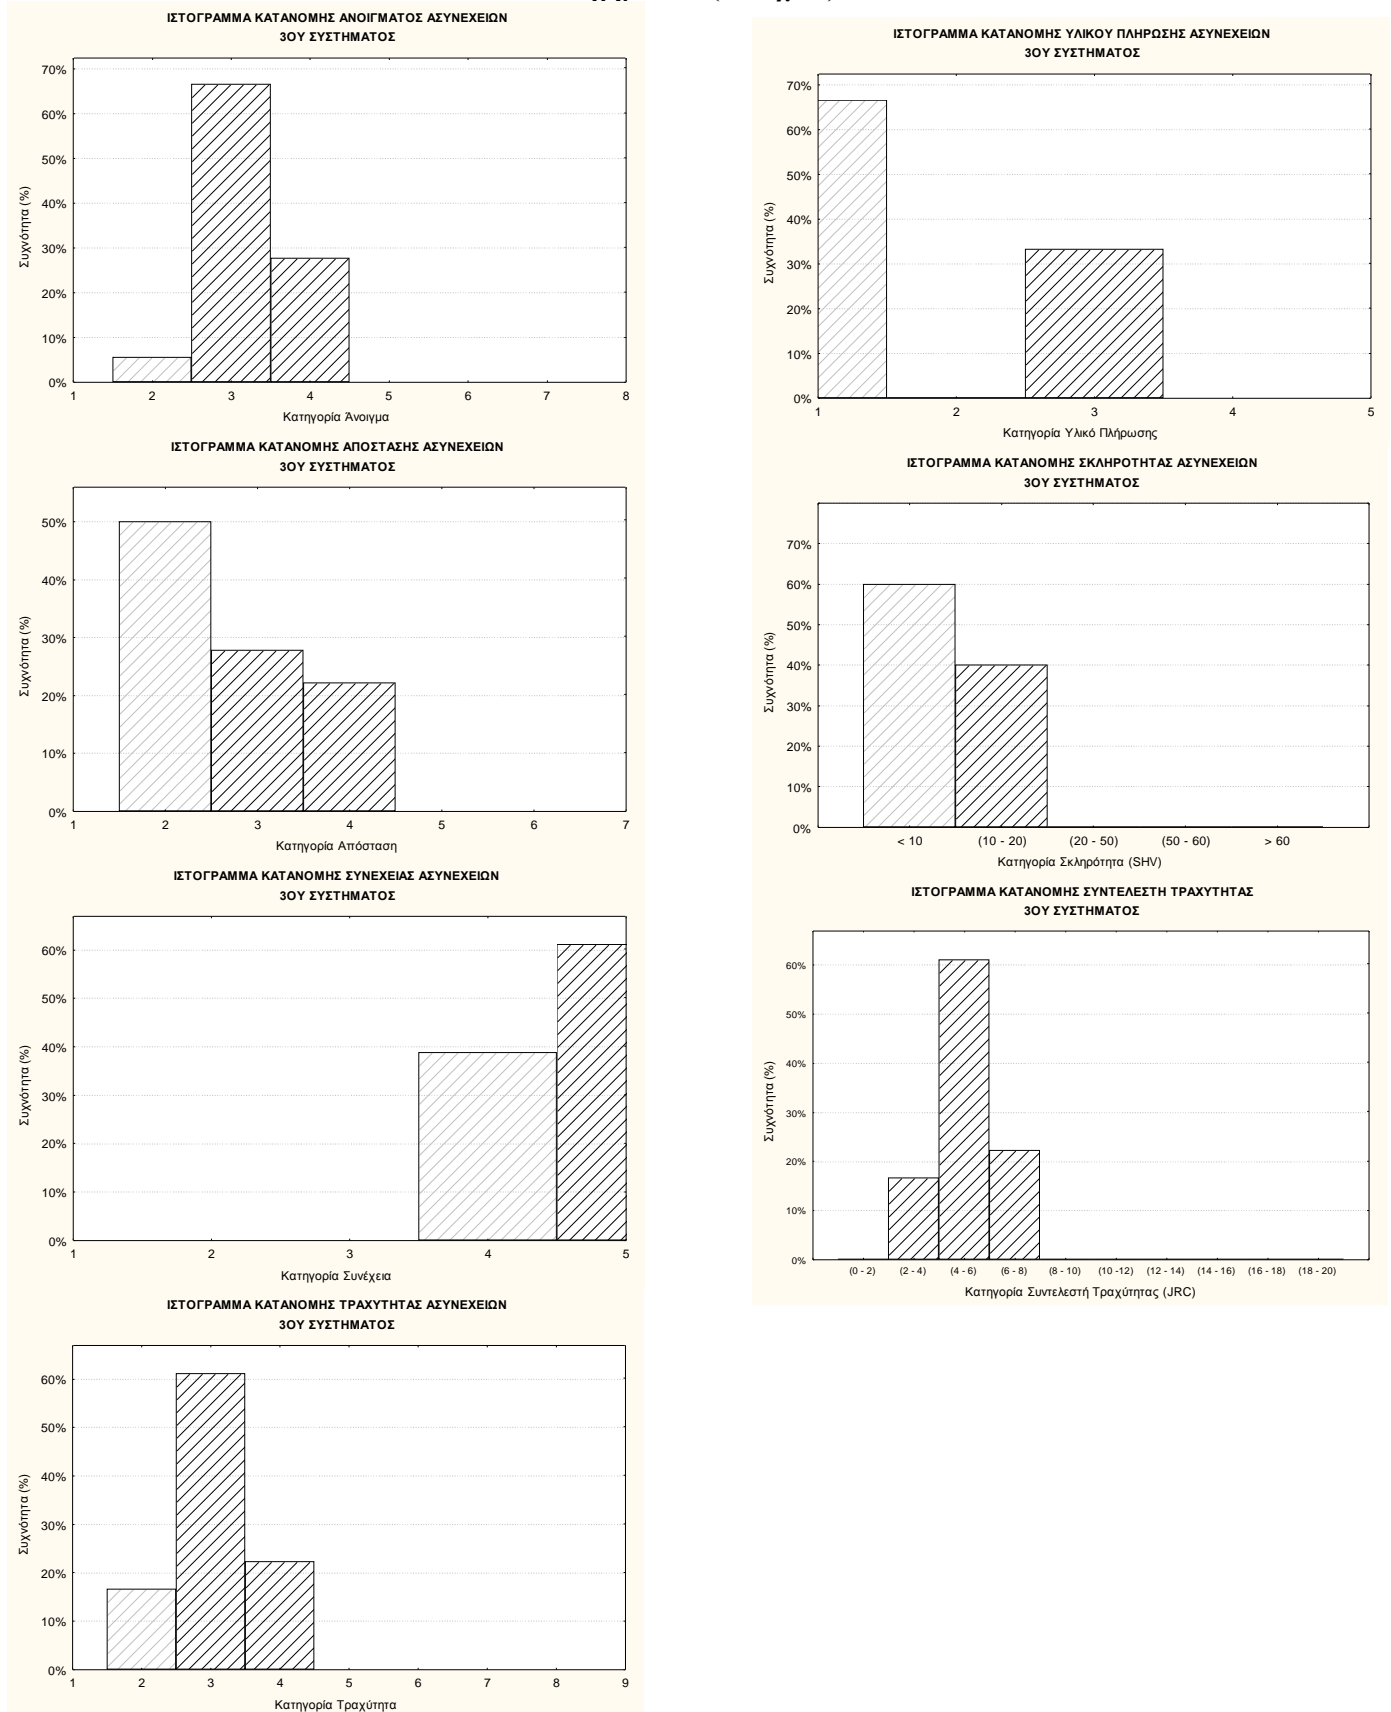 ΙΣΤΟΓΡΑΜΜΑ ΚΑΤΑΝΟΜΗΣ ΑΝΟΙΓΜΑΤΟΣ ΑΣΥΝΕΧΕΙΩΝ
3ΟΥ ΣΥΣΤΗΜΑΤΟΣ
70%
60%
50%
40%
30%
20%
10%
0%
Συχνότητα (%)
1 2 3 4 5 6 7 8
Κατηγορία Άνοιγμα
ΙΣΤΟΓΡΑΜΜΑ ΚΑΤΑΝΟΜΗΣ ΑΠΟΣΤΑΣΗΣ ΑΣΥΝΕΧΕΙΩΝ
3ΟΥ ΣΥΣΤΗΜΑΤΟΣ
50%
40%
30%
20%
10%
0%
Συχνότητα (%)
1 2 3 4 5 6 7
Κατηγορία Απόσταση
ΙΣΤΟΓΡΑΜΜΑ ΚΑΤΑΝΟΜΗΣ ΣΥΝΕΧΕΙΑΣ ΑΣΥΝΕΧΕΙΩΝ
3ΟΥ ΣΥΣΤΗΜΑΤΟΣ
60%
50%
40%
30%
20%
10%
0%
Συχνότητα (%)
1 2 3 4 5
Κατηγορία Συνέχεια
ΙΣΤΟΓΡΑΜΜΑ ΚΑΤΑΝΟΜΗΣ ΤΡΑΧΥΤΗΤΑΣ ΑΣΥΝΕΧΕΙΩΝ
3ΟΥ ΣΥΣΤΗΜΑΤΟΣ
60%
50%
40%
30%
20%
10%
0%
Συχνότητα (%)
1 2 3 4 5 6 7 8 9
Κατηγορία Τραχύτητα
ΙΣΤΟΓΡΑΜΜΑ ΚΑΤΑΝΟΜΗΣ ΥΛΙΚΟΥ ΠΛΗΡΩΣΗΣ ΑΣΥΝΕΧΕΙΩΝ
3ΟΥ ΣΥΣΤΗΜΑΤΟΣ
70%
60%
50%
40%
30%
20%
10%
0%
Συχνότητα (%)
1 2 3 4 5
Κατηγορία Υλικό Πλήρωσης
ΙΣΤΟΓΡΑΜΜΑ ΚΑΤΑΝΟΜΗΣ ΣΚΛΗΡΟΤΗΤΑΣ ΑΣΥΝΕΧΕΙΩΝ
3ΟΥ ΣΥΣΤΗΜΑΤΟΣ
70%
60%
50%
40%
30%
20%
10%
0%
Συχνότητα (%)
< 10 (10 - 20) (20 - 50) (50 - 60) > 60
Κατηγορία Σκληρότητα (SHV)
ΙΣΤΟΓΡΑΜΜΑ ΚΑΤΑΝΟΜΗΣ ΣΥΝΤΕΛΕΣΤΗ ΤΡΑΧΥΤΗΤΑΣ
3ΟΥ ΣΥΣΤΗΜΑΤΟΣ
60%
50%
40%
30%
20%
10%
0%
Συχνότητα (%)
(0 - 2) (2 - 4) (4 - 6) (6 - 8) (8 - 10) (10 -12) (12 - 14) (14 - 16) (16 - 18) (18 - 20)
Κατηγορία Συντελεστή Τραχύτητας (JRC)